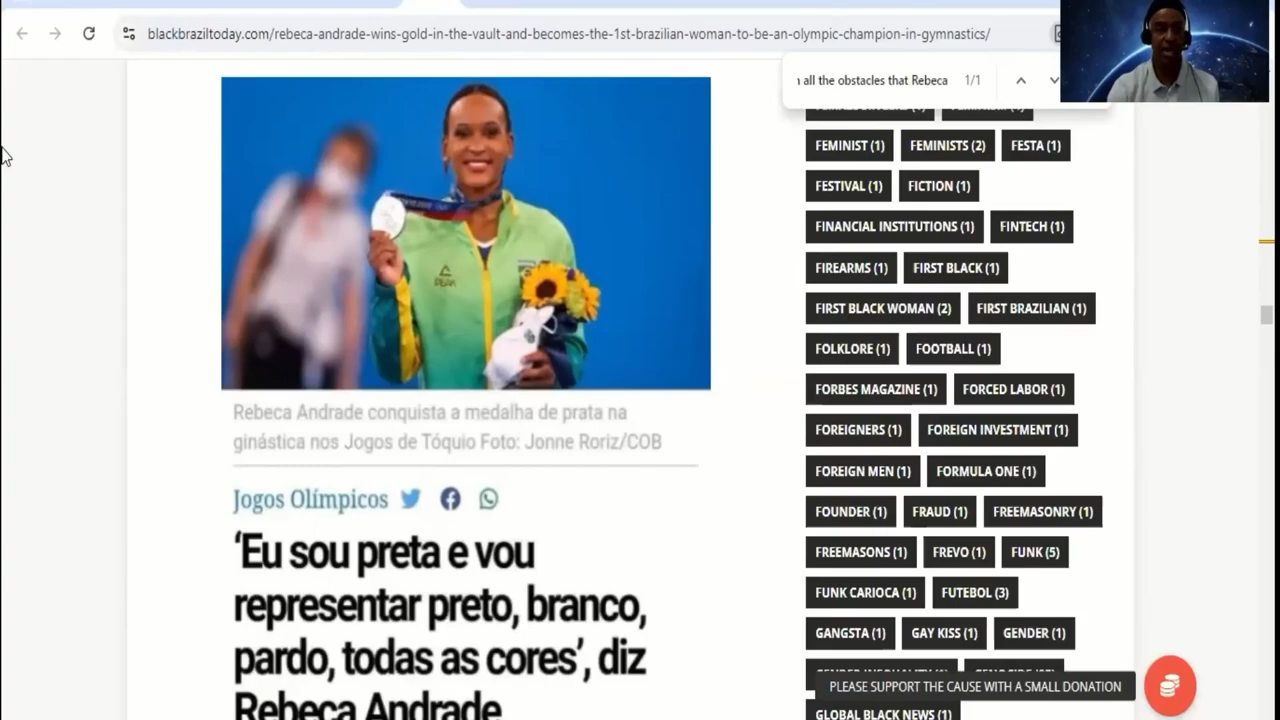 blackbraziltoday.com/rebeca-andrade-wins-gold-in-the-vault-and-becomes-the-1st-brazilian-woman-to-be-an-olympic-champion-in-gymnastics/
all the obstacles that Rebeca 1/1
PEAK
Rebeca Andrade conquista a medalha de prata na
ginástica nos Jogos de Tóquio Foto: Jonne Roriz/COB
Jogos Olímpicos
‘Eu sou preta e vou
representar preto, branco,
pardo, todas as cores’, diz
Rebeca Andrade
FEMINIST (1) FEMINISTS (2) FESTA (1)
FESTIVAL (1) FICTION (1)
FINANCIAL INSTITUTIONS (1) FINTECH (1)
FIREARMS (1) FIRST BLACK (1)
FIRST BLACK WOMAN (2) FIRST BRAZILIAN (1)
FOLKLORE (1) FOOTBALL (1)
FORBES MAGAZINE (1) FORCED LABOR (1)
FOREIGNERS (1) FOREIGN INVESTMENT (1)
FOREIGN MEN (1) FORMULA ONE (1)
FOUNDER (1) FRAUD (1) FREEMASONRY (1)
FREEMASONS (1) FREVO (1) FUNK (5)
FUNK CARIOCA (1) FUTEBOL (3)
GANGSTA (1) GAY KISS (1) GENDER (1)
PLEASE SUPPORT THE CAUSE WITH A SMALL DONATION
GLOBAL BLACK NEWS (1)